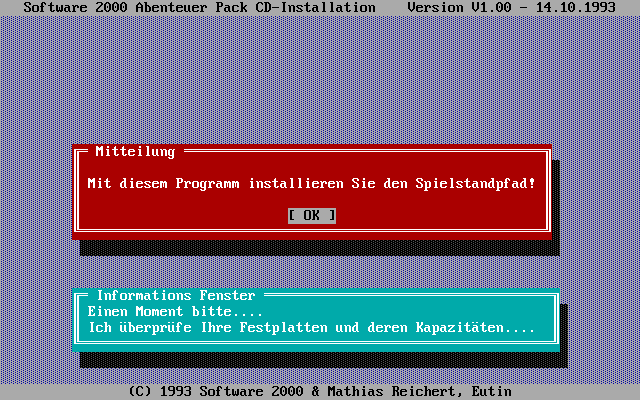 Software 2000 Abenteuer Pack CD-Installation    Version V1.00 - 14.10.1993
Mitteilung
Mit diesem Programm installieren Sie den Spielstandpfad!
[ OK ]
Informations Fenster
Einen Moment bitte....
Ich überprüfe Ihre Festplatten und deren Kapazitäten....
(C) 1993 Software 2000 & Mathias Reichert, Eutin